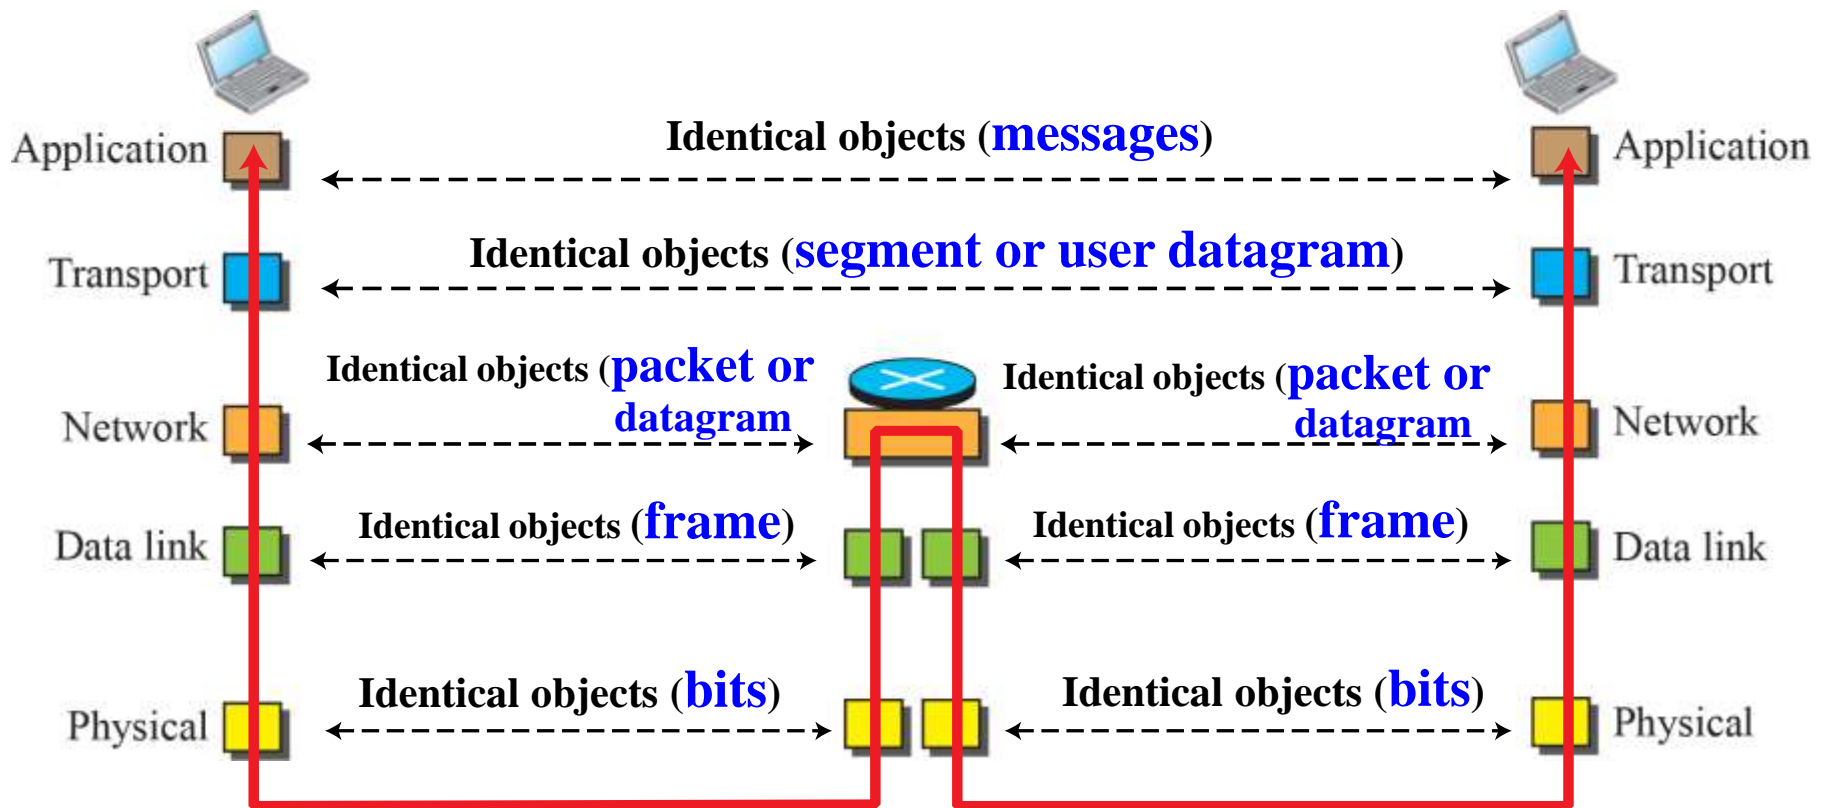 Application
Identical objects (messages)
Application
Transport
Identical objects (segment or user datagram)
Transport
Identical objects (packet or
datagram
Identical objects (packet or
datagram
Network
Network
Data link
Identical objects (frame)
Identical objects (frame)
Data link
Physical
Identical objects (bits)
Identical objects (bits)
Physical